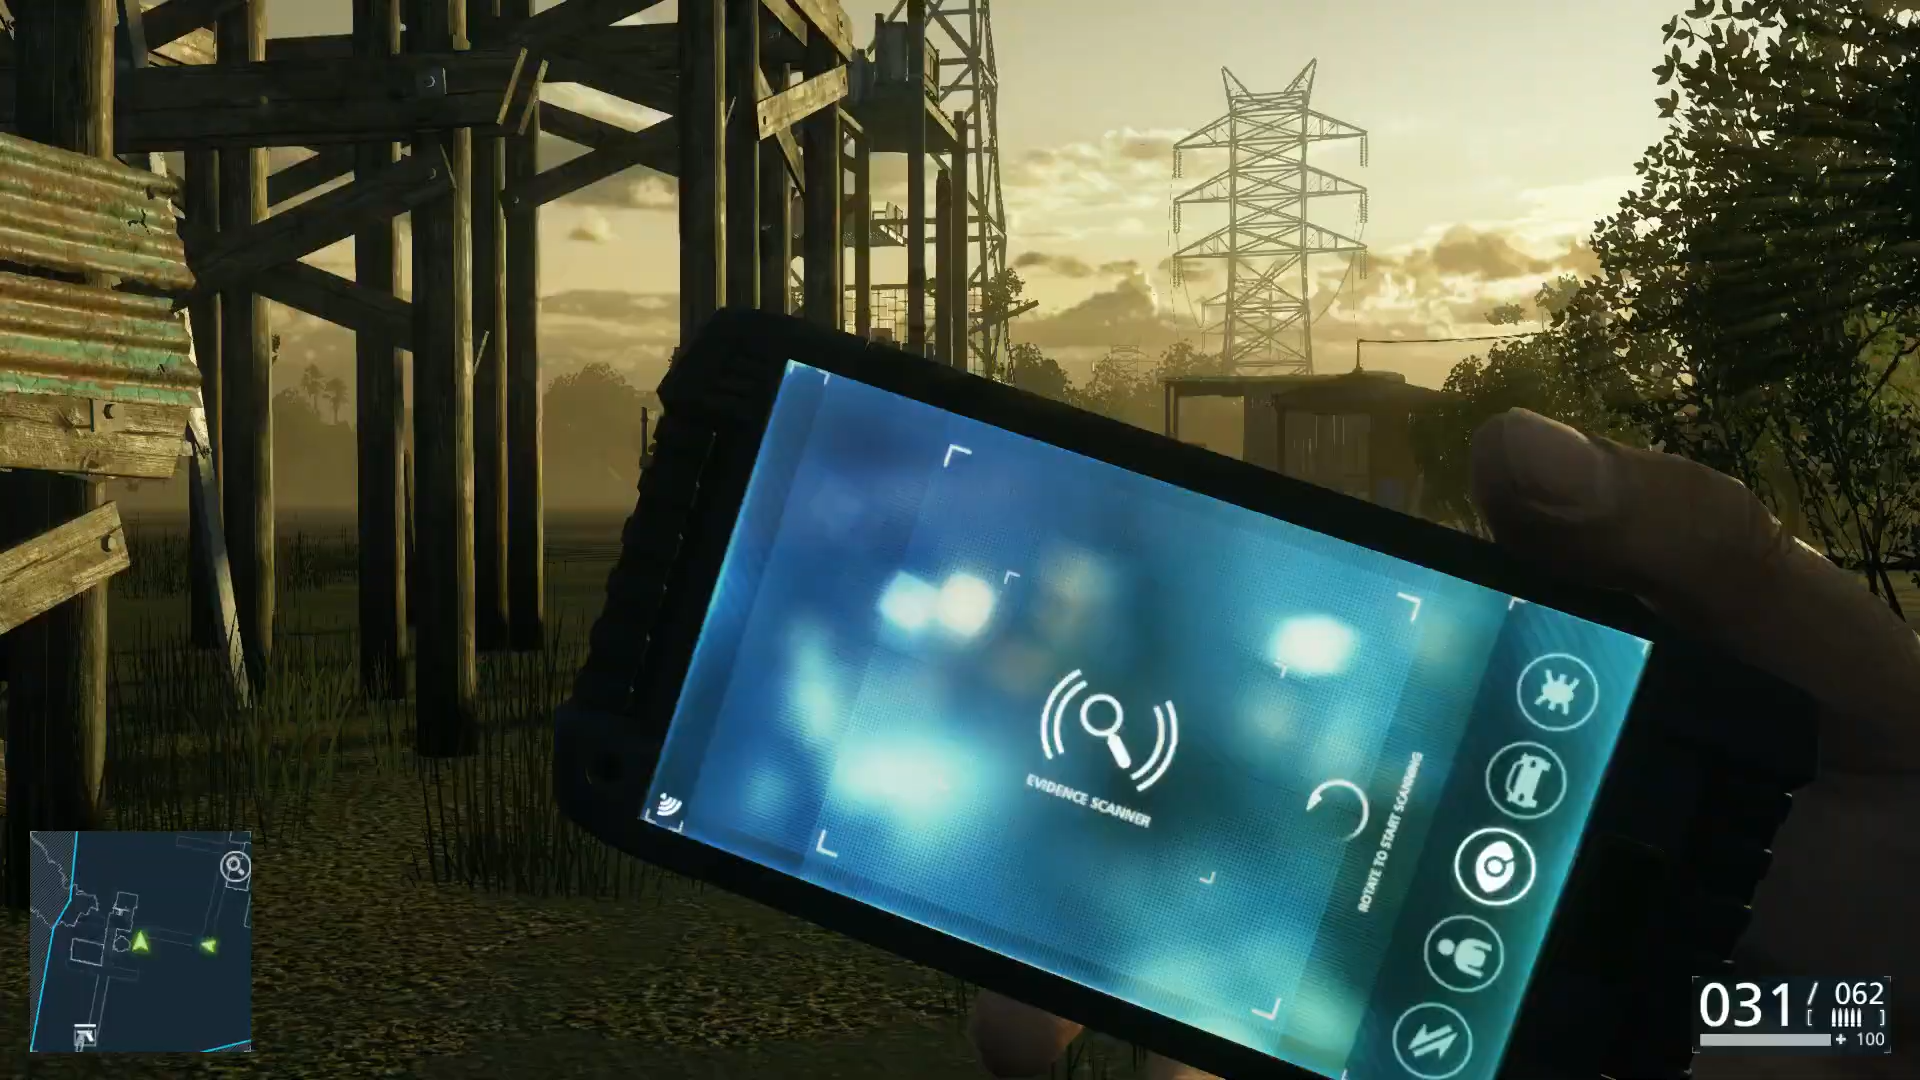 EVIDENCE SCANNER
ROTATE TO START SCANNING
031 / 062
+ 100